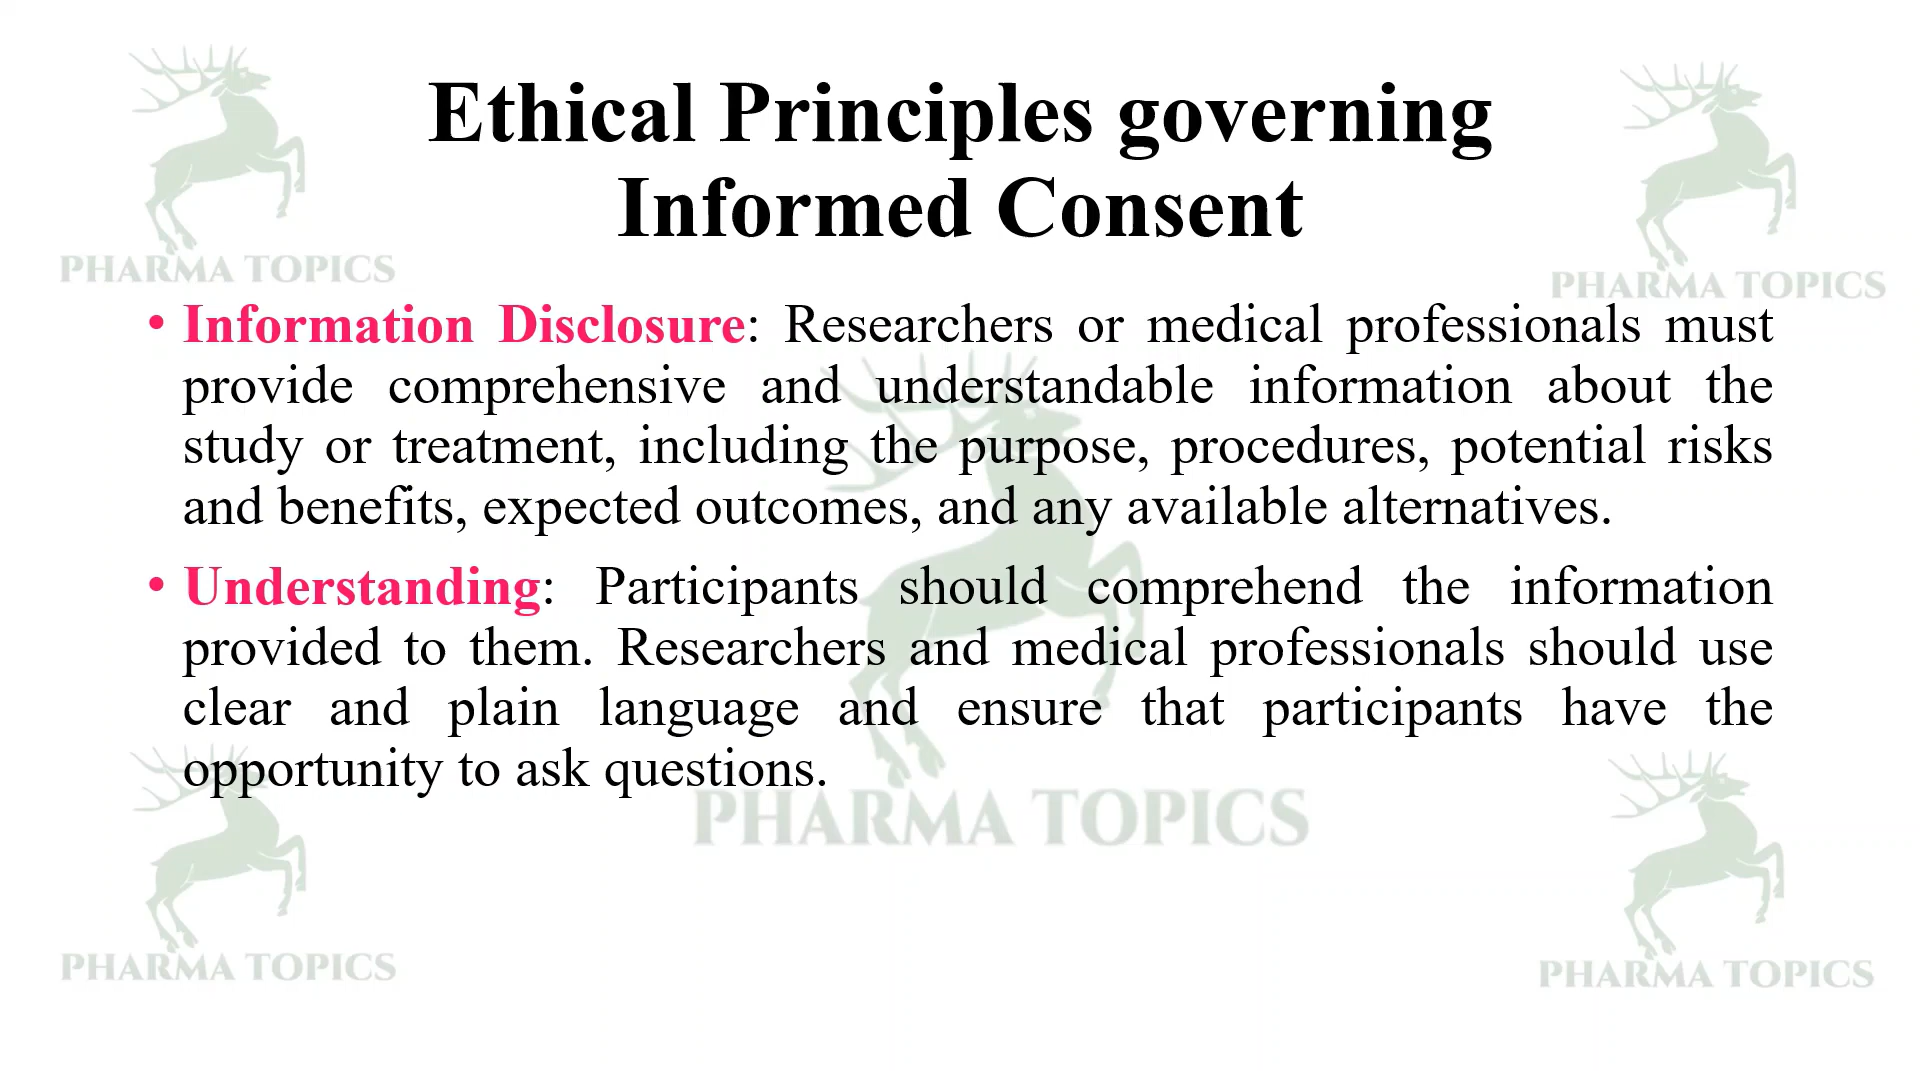 Ethical Principles governing
Informed Consent
PHARMA TOPICS
PHARMA TOPICS
• Information Disclosure: Researchers or medical professionals must
provide comprehensive and understandable information about the
study or treatment, including the purpose, procedures, potential risks
and benefits, expected outcomes, and any available alternatives.
• Understanding: Participants should comprehend the information
provided to them. Researchers and medical professionals should use
clear and plain language and ensure that participants have the
opportunity to ask questions.
PHARMA TOPICS
PHARMA TOPICS
PHARMA TOPICS